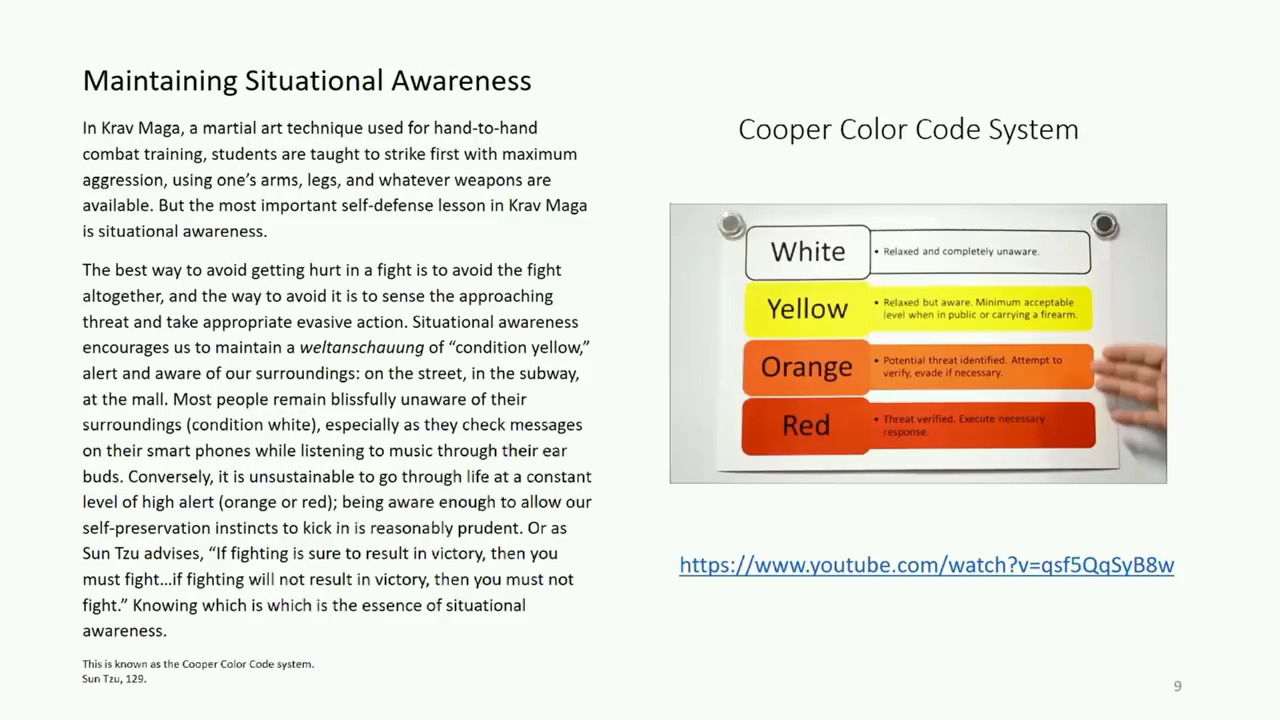 Maintaining Situational Awareness
In Krav Maga, a martial art technique used for hand-to-hand
combat training, students are taught to strike first with maximum
aggression, using one’s arms, legs, and whatever weapons are
available. But the most important self-defense lesson in Krav Maga
is situational awareness.
The best way to avoid getting hurt in a fight is to avoid the fight
altogether, and the way to avoid it is to sense the approaching
threat and take appropriate evasive action. Situational awareness
encourages us to maintain a weltanschauung of “condition yellow,”
alert and aware of our surroundings: on the street, in the subway,
at the mall. Most people remain blissfully unaware of their
surroundings (condition white), especially as they check messages
on their smart phones while listening to music through their ear
buds. Conversely, it is unsustainable to go through life at a constant
level of high alert (orange or red); being aware enough to allow our
self-preservation instincts to kick in is reasonably prudent. Or as
Sun Tzu advises, “If fighting is sure to result in victory, then you
must fight...if fighting will not result in victory, then you must not
fight.” Knowing which is which is the essence of situational
awareness.
This is known as the Cooper Color Code system.
Sun Tzu, 129.
Cooper Color Code System
White
• Relaxed and completely unaware.
Yellow
• Relaxed but aware. Minimum acceptable
level when in public or carrying a firearm.
Orange
• Potential threat identified. Attempt to
verify, evade if necessary.
Red
• Threat verified. Execute necessary
response.
https://www.youtube.com/watch?v=qsf5QqSyB8w
9